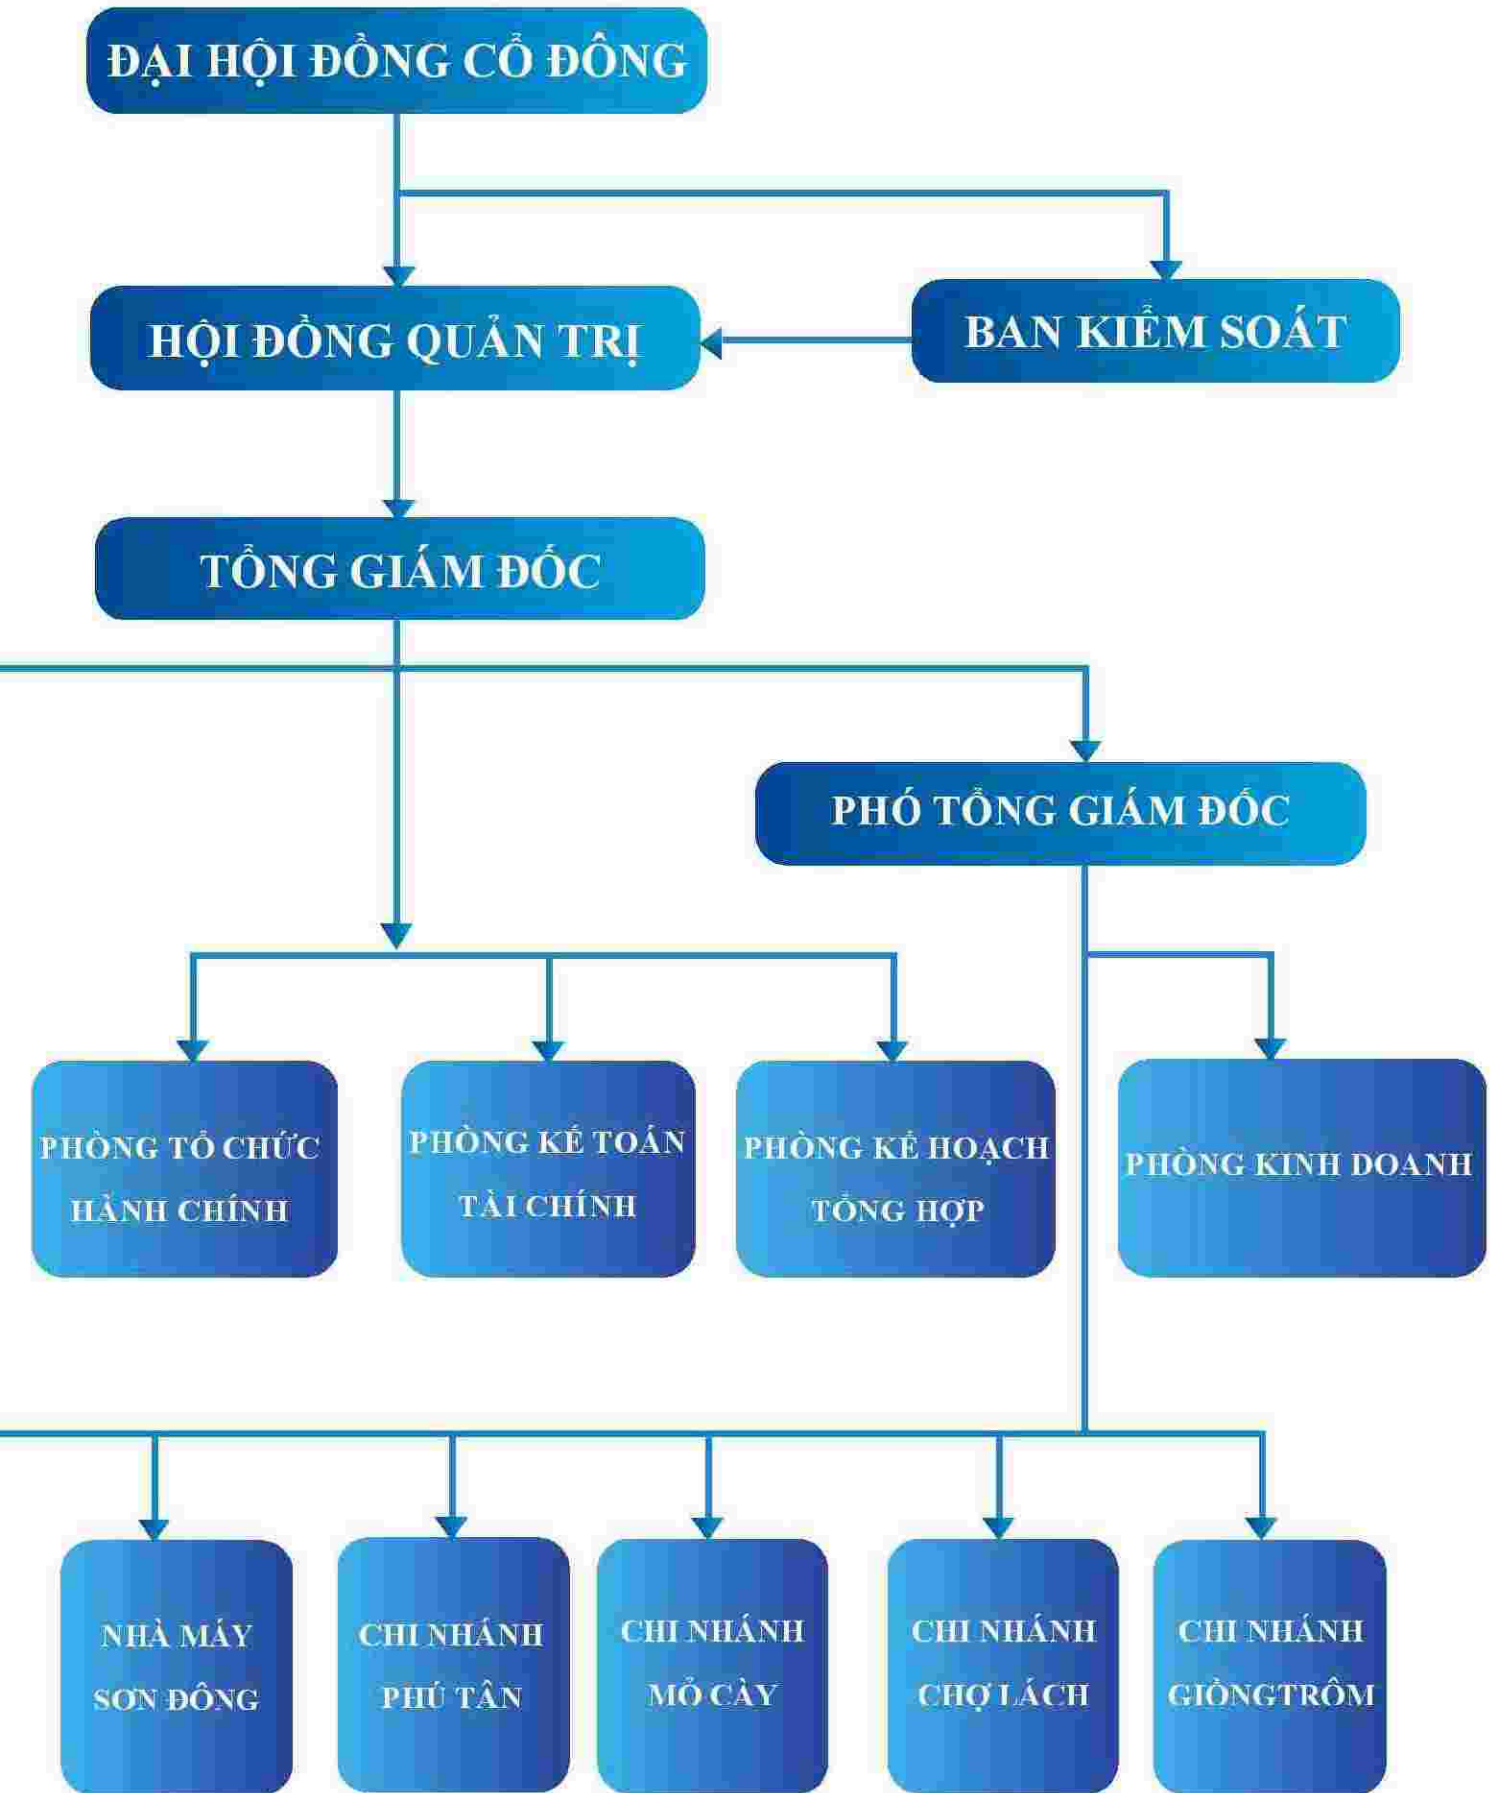 ĐẠI HỘI ĐỒNG CỔ ĐÔNG
HỘI ĐỒNG QUẢN TRỊ
BAN KIỂM SOÁT
TỔNG GIÁM ĐỐC
PHÓ TỔNG GIÁM ĐỐC
PHÒNG TỔ CHỨC
HÀNH CHÍNH
PHÒNG KẾ TOÁN
TÀI CHÍNH
PHÒNG KẾ HOẠCH
TỔNG HỢP
PHÒNG KINH DOANH
NHÀ MÁY
SƠN ĐÔNG
CHI NHÁNH
PHÚ TÂN
CHI NHÁNH
MỎ CÀY
CHI NHÁNH
CHỢ LÁCH
CHI NHÁNH
GIỒNGTRÔM